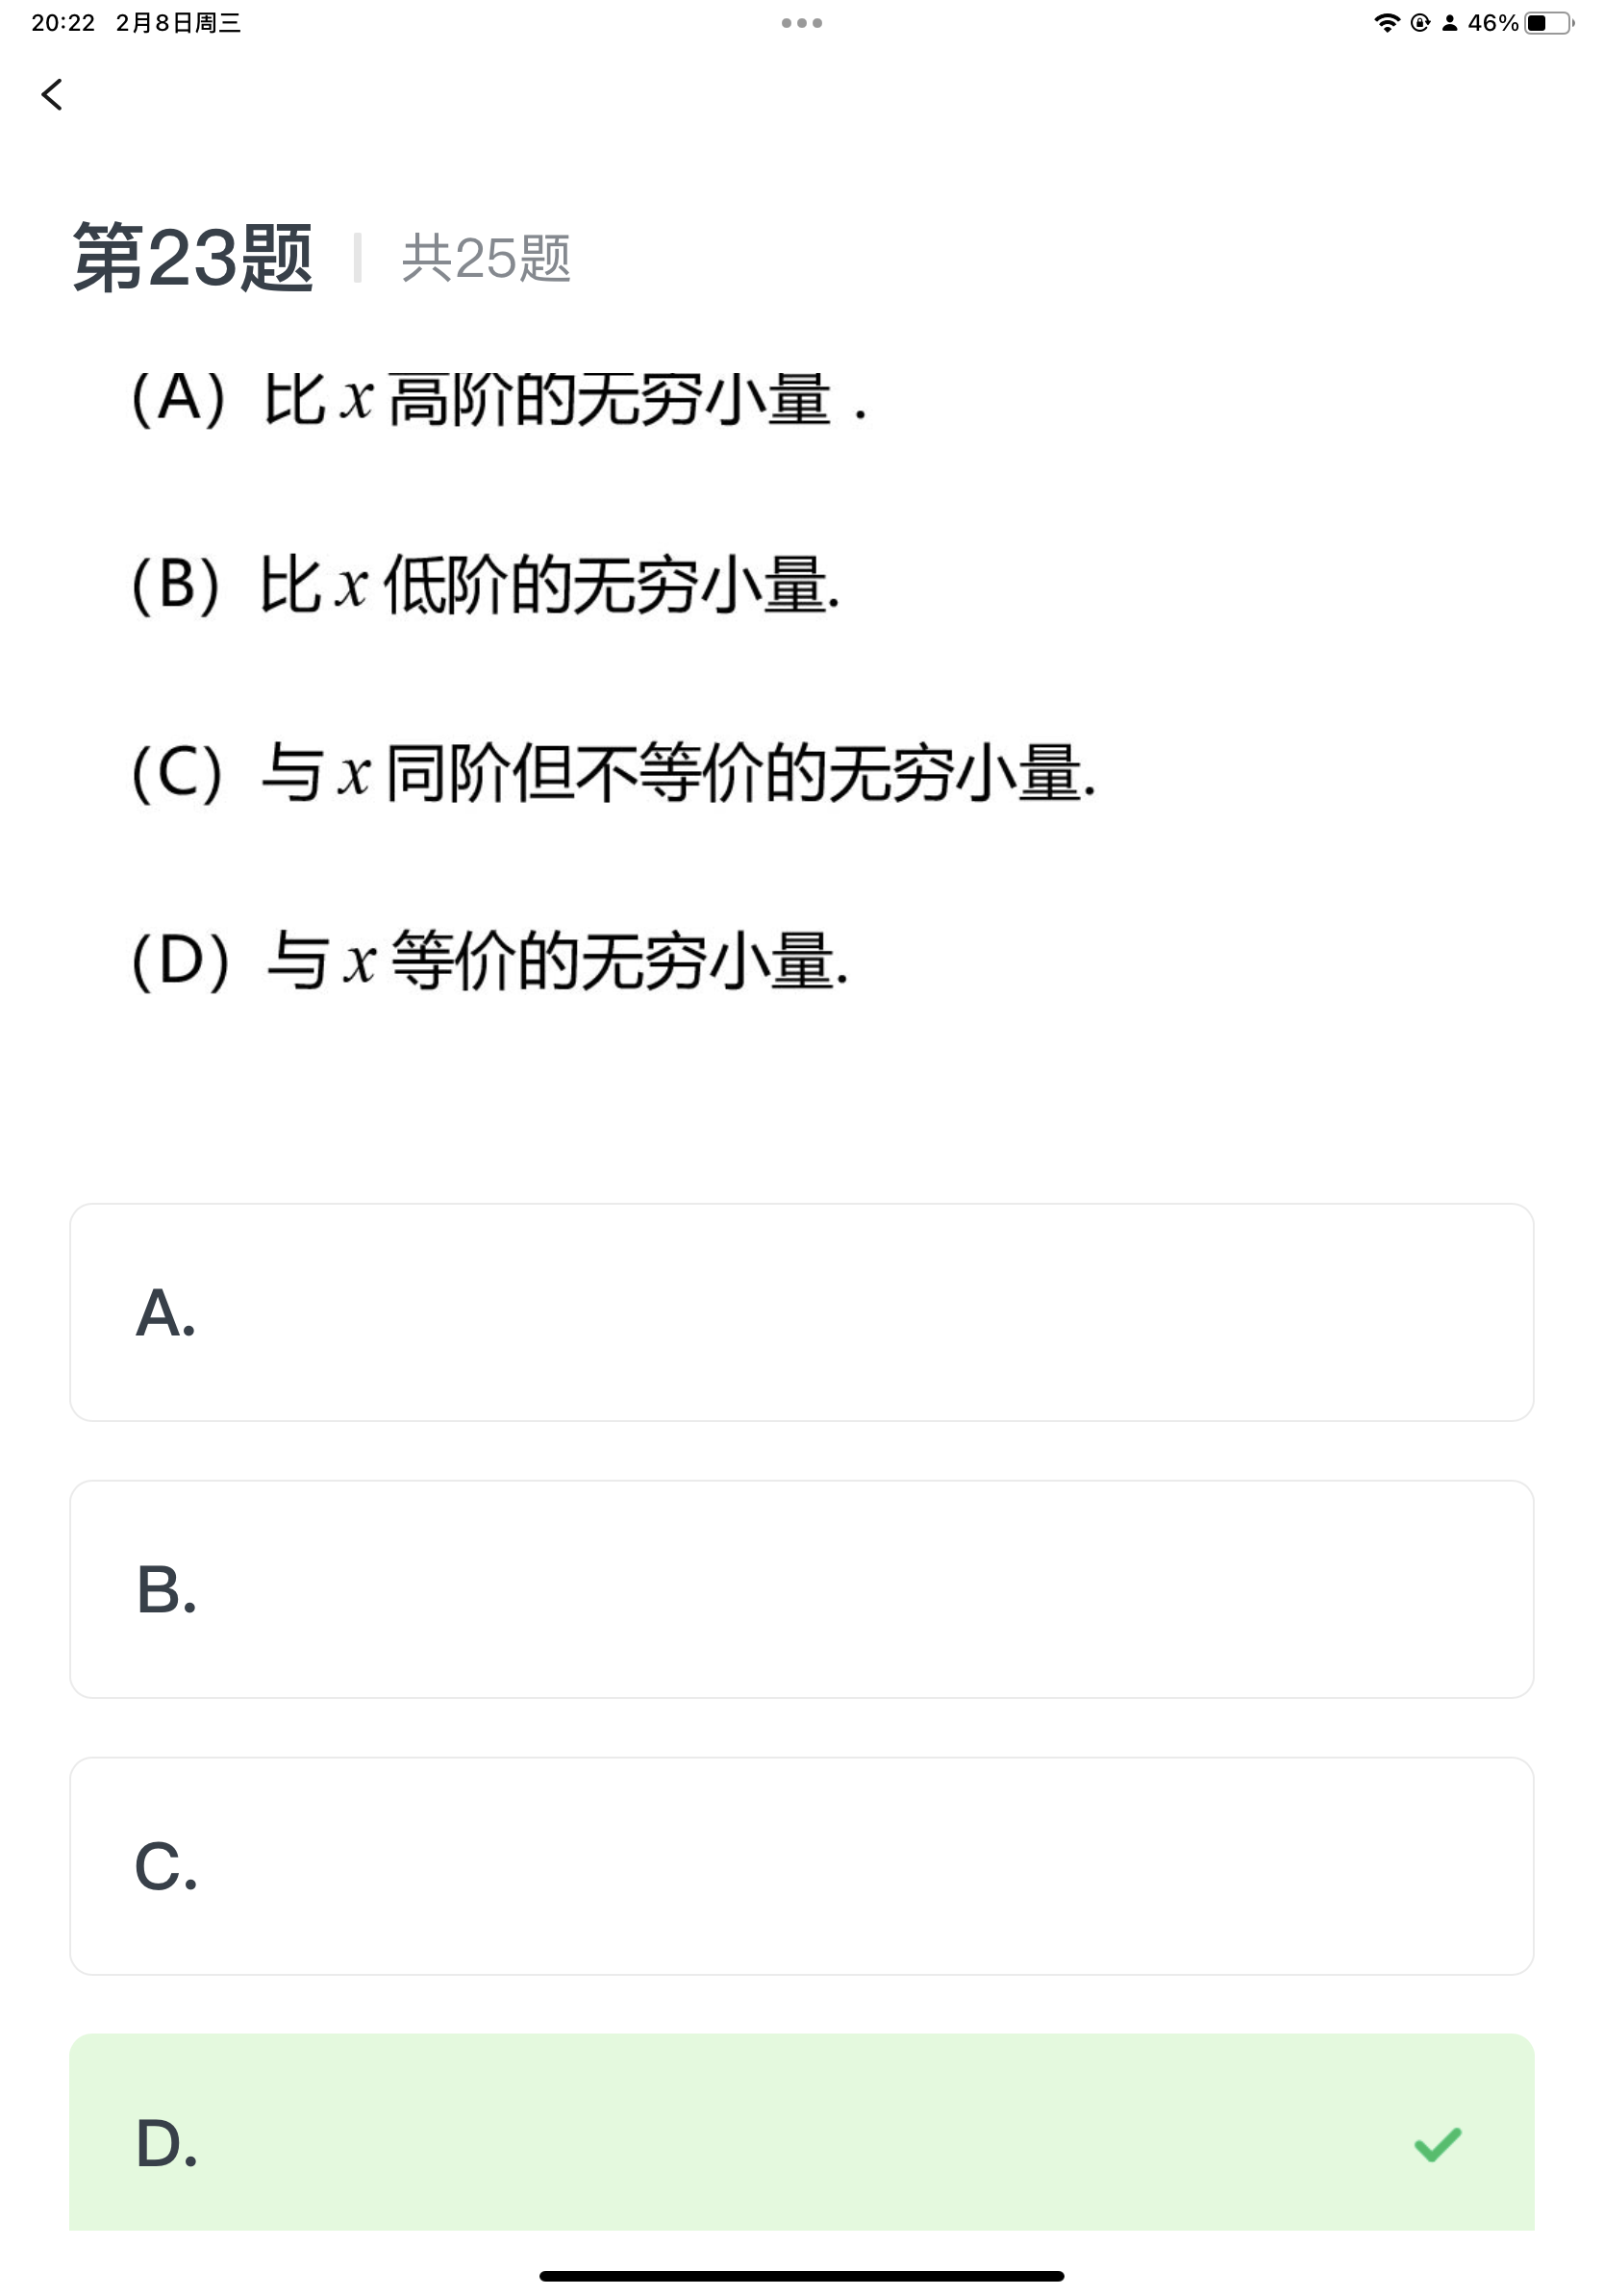 20:22 2月8日周三
46%
第23题 共25题
(A) 比 x 高阶的无穷小量 .
(B) 比 x 低阶的无穷小量.
(C) 与 x 同阶但不等价的无穷小量.
(D) 与 x 等价的无穷小量.
A.
B.
C.
D.